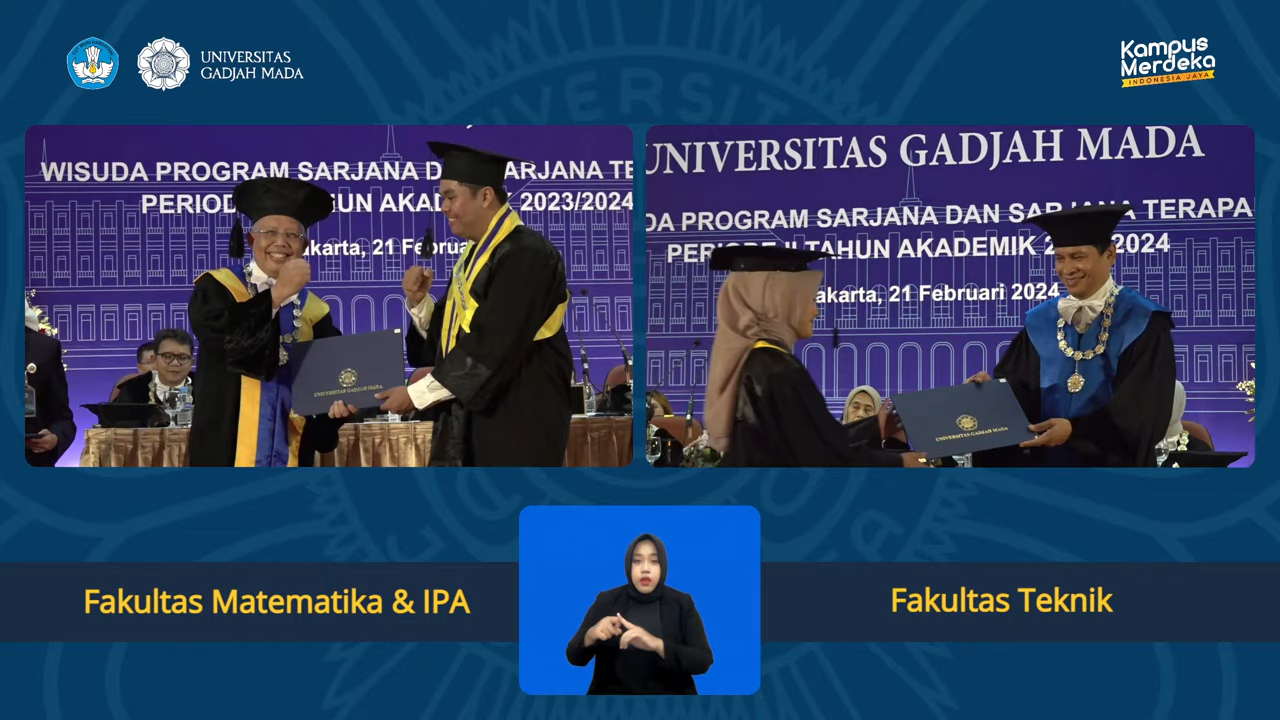 UNIVERSITAS
GADJAH MADA
Kampus
Merdeka
INDONESIA JAYA
WISUDA PROGRAM SARJANA D
ARJANA TE
PERIOD
UN AKAD
2023/2024
akarta, 21 Februa
UNIVERSITAS GADJAH MADA
UNIVERSITAS GADJAH MADA
DA PROGRAM SARJANA DAN SARJANA TERAPA
PERIODE II TAHUN AKADEMIK 2
2024
akarta, 21 Februari 2024
UNIVERSITAS GADJAH MADA
Fakultas Matematika & IPA
Fakultas Teknik